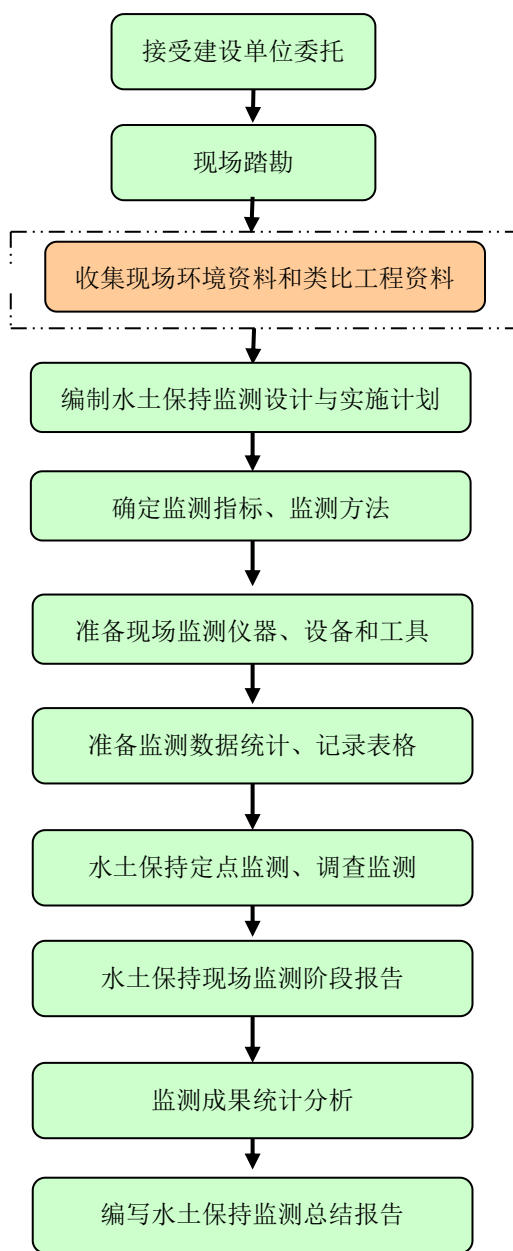 接受建设单位委托
现场踏勘
收集现场环境资料和类比工程资料
编制水土保持监测设计与实施计划
确定监测指标、监测方法
准备现场监测仪器、设备和工具
准备监测数据统计、记录表格
水土保持定点监测、调查监测
水土保持现场监测阶段报告
监测成果统计分析
编写水土保持监测总结报告